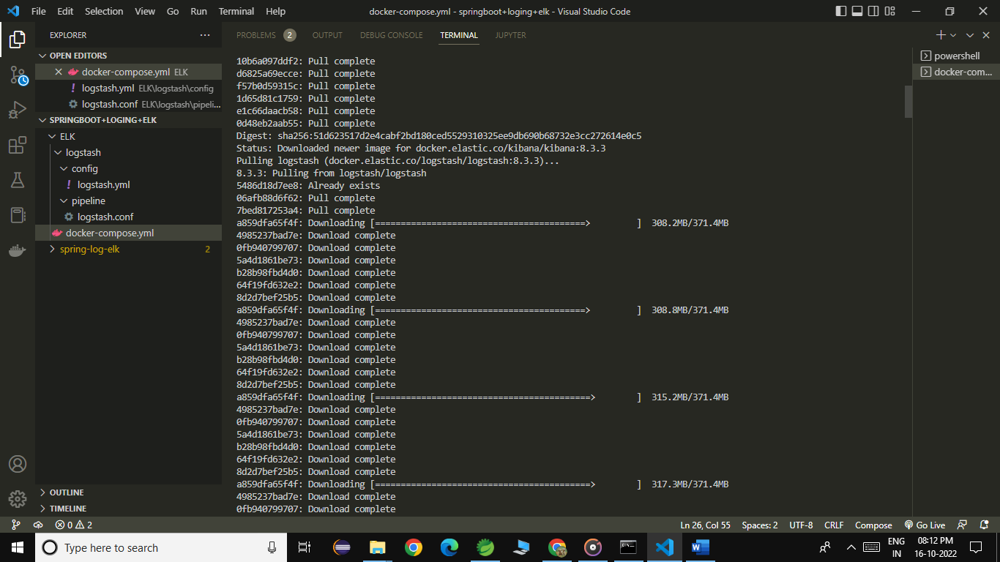 File Edit Selection View Go Run Terminal Help
docker-compose.yml - springboot+loging+elk - Visual Studio Code
EXPLORER
OPEN EDITORS
docker-compose.yml ELK
logstash.yml ELK\logstash\config
logstash.conf ELK\logstash\pipeli...
SPRINGBOOT+LOGING+ELK
ELK
logstash
config
logstash.yml
pipeline
logstash.conf
docker-compose.yml
spring-log-elk 2
OUTLINE
TIMELINE
PROBLEMS 2 OUTPUT DEBUG CONSOLE TERMINAL JUPYTER
10b6a097ddf2: Pull complete
d6825a69ecce: Pull complete
f57b0d59315c: Pull complete
1d65d81c1759: Pull complete
e1c66daacb58: Pull complete
0d48eb2aab55: Pull complete
Digest: sha256:51d623517d2e4cabf2bd180ced5529310325ee9db690b68732e3cc272614e0c5
Status: Downloaded newer image for docker.elastic.co/kibana/kibana:8.3.3
Pulling logstash (docker.elastic.co/logstash/logstash:8.3.3)...
8.3.3: Pulling from logstash/logstash
5486d18d7ee8: Already exists
06afb88d6f62: Pull complete
7bed817253a4: Pull complete
a859dfa65f4f: Downloading [=========================================>         ] 308.2MB/371.4MB
4985237bad7e: Download complete
0fb940799707: Download complete
5a4d1861be73: Download complete
b28b98fbd4d0: Download complete
64f19fd632e2: Download complete
8d2d7bef25b5: Download complete
a859dfa65f4f: Downloading [=========================================>         ] 308.8MB/371.4MB
4985237bad7e: Download complete
0fb940799707: Download complete
5a4d1861be73: Download complete
b28b98fbd4d0: Download complete
64f19fd632e2: Download complete
8d2d7bef25b5: Download complete
a859dfa65f4f: Downloading [==========================================>        ] 315.2MB/371.4MB
4985237bad7e: Download complete
0fb940799707: Download complete
5a4d1861be73: Download complete
b28b98fbd4d0: Download complete
64f19fd632e2: Download complete
8d2d7bef25b5: Download complete
a859dfa65f4f: Downloading [==========================================>        ] 317.3MB/371.4MB
4985237bad7e: Download complete
0fb940799707: Download complete
powershell
docker-com...
0 2
Ln 26, Col 55 Spaces: 2 UTF-8 CRLF Compose Go Live
Type here to search
ENG
IN
08:12 PM
16-10-2022